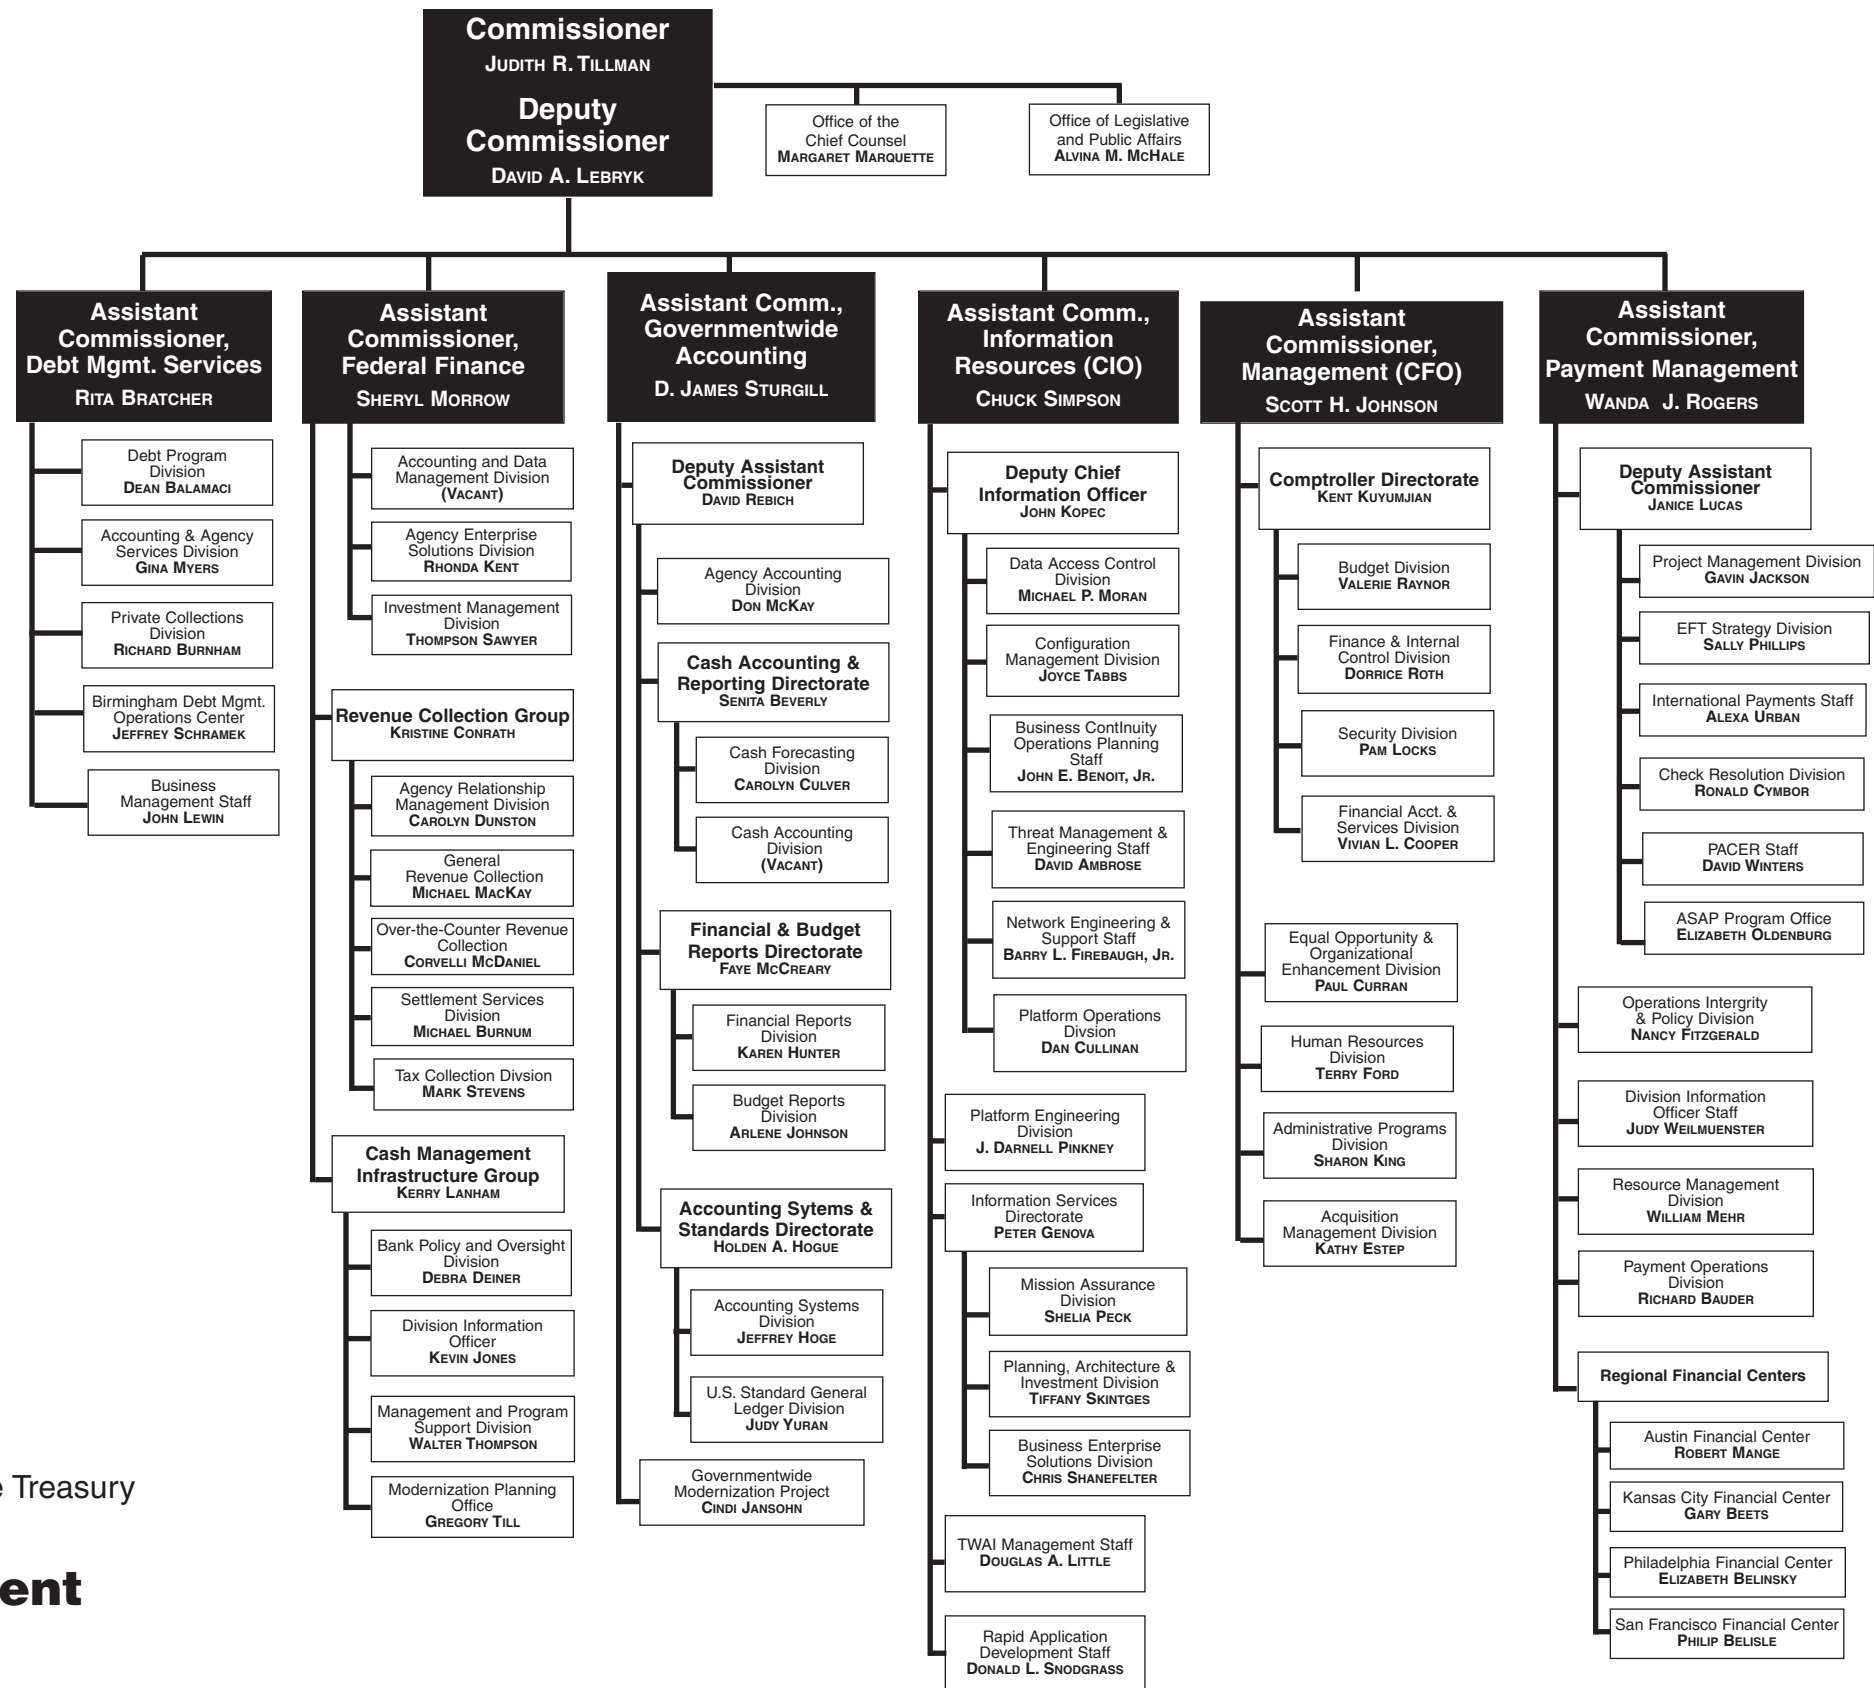 Commissioner
JUDITH R. TILLMAN
Deputy
Commissioner
DAVID A. LEBRYK
Office of the
Chief Counsel
MARGARET MARQUETTE
Office of Legislative
and Public Affairs
ALVINA M. MCHALE
Assistant
Commissioner,
Debt Mgmt. Services
RITA BRATCHER
Debt Program
Division
DEAN BALAMACI
Accounting & Agency
Services Division
GINA MYERS
Private Collections
Division
RICHARD BURNHAM
Birmingham Debt Mgmt.
Operations Center
JEFFREY SCHRAMEK
Business
Management Staff
JOHN LEWIN
Assistant
Commissioner,
Federal Finance
SHERYL MORROW
Accounting and Data
Management Division
(VACANT)
Agency Enterprise
Solutions Division
RHONDA KENT
Investment Management
Division
THOMPSON SAWYER
Revenue Collection Group
KRISTINE CONRATH
Agency Relationship
Management Division
CAROLYN DUNSTON
General
Revenue Collection
MICHAEL MACKAY
Over-the-Counter Revenue
Collection
CORVELLI MCDANIEL
Settlement Services
Division
MICHAEL BURNUM
Tax Collection Divsion
MARK STEVENS
Cash Management
Infrastructure Group
KERRY LANHAM
Bank Policy and Oversight
Division
DEBRA DEINER
Division Information
Officer
KEVIN JONES
Management and Program
Support Division
WALTER THOMPSON
Modernization Planning
Office
GREGORY TILL
Assistant Comm.,
Governmentwide
Accounting
D. JAMES STURGILL
Deputy Assistant
Commissioner
DAVID REBICH
Agency Accounting
Division
DON MCKAY
Cash Accounting &
Reporting Directorate
SENITA BEVERLY
Cash Forecasting
Division
CAROLYN CULVER
Cash Accounting
Division
(VACANT)
Financial & Budget
Reports Directorate
FAYE MCCREARY
Financial Reports
Division
KAREN HUNTER
Budget Reports
Division
ARLENE JOHNSON
Accounting Sytems &
Standards Directorate
HOLDEN A. HOGUE
Accounting Systems
Division
JEFFREY HOGE
U.S. Standard General
Ledger Division
JUDY YURAN
Governmentwide
Modernization Project
CINDI JANSOHN
Assistant Comm.,
Information
Resources (CIO)
CHUCK SIMPSON
Deputy Chief
Information Officer
JOHN KOPEC
Data Access Control
Division
MICHAEL P. MORAN
Configuration
Management Division
JOYCE TABBS
Business ContInuity
Operations Planning
Staff
JOHN E. BENOIT, JR.
Threat Management &
Engineering Staff
DAVID AMBROSE
Network Engineering &
Support Staff
BARRY L. FIREBAUGH, JR.
Platform Operations
Divsion
DAN CULLINAN
Platform Engineering
Division
J. DARNELL PINKNEY
Information Services
Directorate
PETER GENOVA
Mission Assurance
Division
SHELIA PECK
Planning, Architecture &
Investment Division
TIFFANY SKINTGES
Business Enterprise
Solutions Division
CHRIS SHANEFELTER
TWAI Management Staff
DOUGLAS A. LITTLE
Rapid Application
Development Staff
DONALD L. SNODGRASS
Assistant
Commissioner,
Management (CFO)
SCOTT H. JOHNSON
Comptroller Directorate
KENT KUYUMJIAN
Budget Division
VALERIE RAYNOR
Finance & Internal
Control Division
DORRICE ROTH
Security Division
PAM LOCKS
Financial Acct. &
Services Division
VIVIAN L. COOPER
Equal Opportunity &
Organizational
Enhancement Division
PAUL CURRAN
Human Resources
Division
TERRY FORD
Administrative Programs
Division
SHARON KING
Acquisition
Management Division
KATHY ESTEP
Assistant
Commissioner,
Payment Management
WANDA J. ROGERS
Deputy Assistant
Commissioner
JANICE LUCAS
Project Management Division
GAVIN JACKSON
EFT Strategy Division
SALLY PHILLIPS
International Payments Staff
ALEXA URBAN
Check Resolution Division
RONALD CYMBOR
PACER Staff
DAVID WINTERS
ASAP Program Office
ELIZABETH OLDENBURG
Operations Intergrity
& Policy Division
NANCY FITZGERALD
Division Information
Officer Staff
JUDY WEILMUENSTER
Resource Management
Division
WILLIAM MEHR
Payment Operations
Division
RICHARD BAUDER
Regional Financial Centers
Austin Financial Center
ROBERT MANGE
Kansas City Financial Center
GARY BEETS
Philadelphia Financial Center
ELIZABETH BELINSKY
San Francisco Financial Center
PHILIP BELISLE
e Treasury
ent